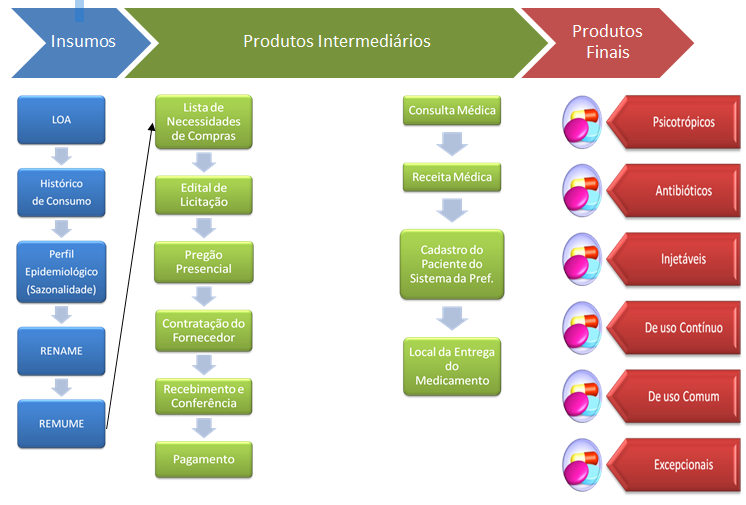 Insumos
Produtos Intermediários
Produtos
Finais
LOA
Histórico
de Consumo
Perfil
Epidemiológico
(Sazonalidade)
RENAME
REMUME
Lista de
Necessidades
de Compras
Edital de
Licitação
Pregão
Presencial
Contratação do
Fornecedor
Recebimento e
Conferência
Pagamento
Consulta Médica
Receita Médica
Cadastro do
Paciente do
Sistema da Pref.
Local da Entrega
do
Medicamento
Psicotrópicos
Antibióticos
Injetáveis
De uso Contínuo
De uso Comum
Excepcionais